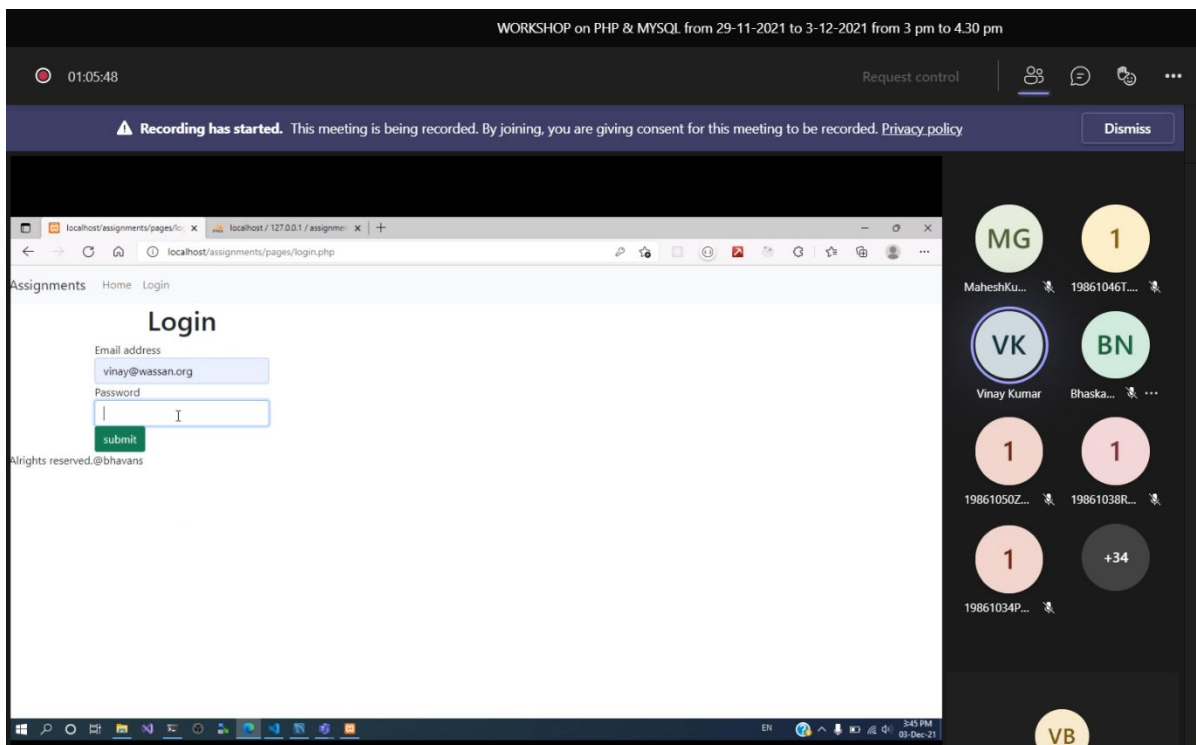 WORKSHOP on PHP & MYSQL from 29-11-2021 to 3-12-2021 from 3 pm to 4.30 pm
01:05:48
Request control
Recording has started. This meeting is being recorded. By joining, you are giving consent for this meeting to be recorded. Privacy policy
Dismiss
localhost/assignments/pages/lo
localhost / 127.0.0.1 / assignme
localhost/assignments/pages/login.php
Assignments Home Login
Login
Email address
vinay@wassan.org
Password
submit
Alrights reserved.@bhavans
MG
MaheshKu...
1
19861046T....
VK
Vinay Kumar
BN
Bhaska...
1
19861050Z...
1
19861038R...
1
19861034P...
+34
VB
EN
3:45 PM
03-Dec-21